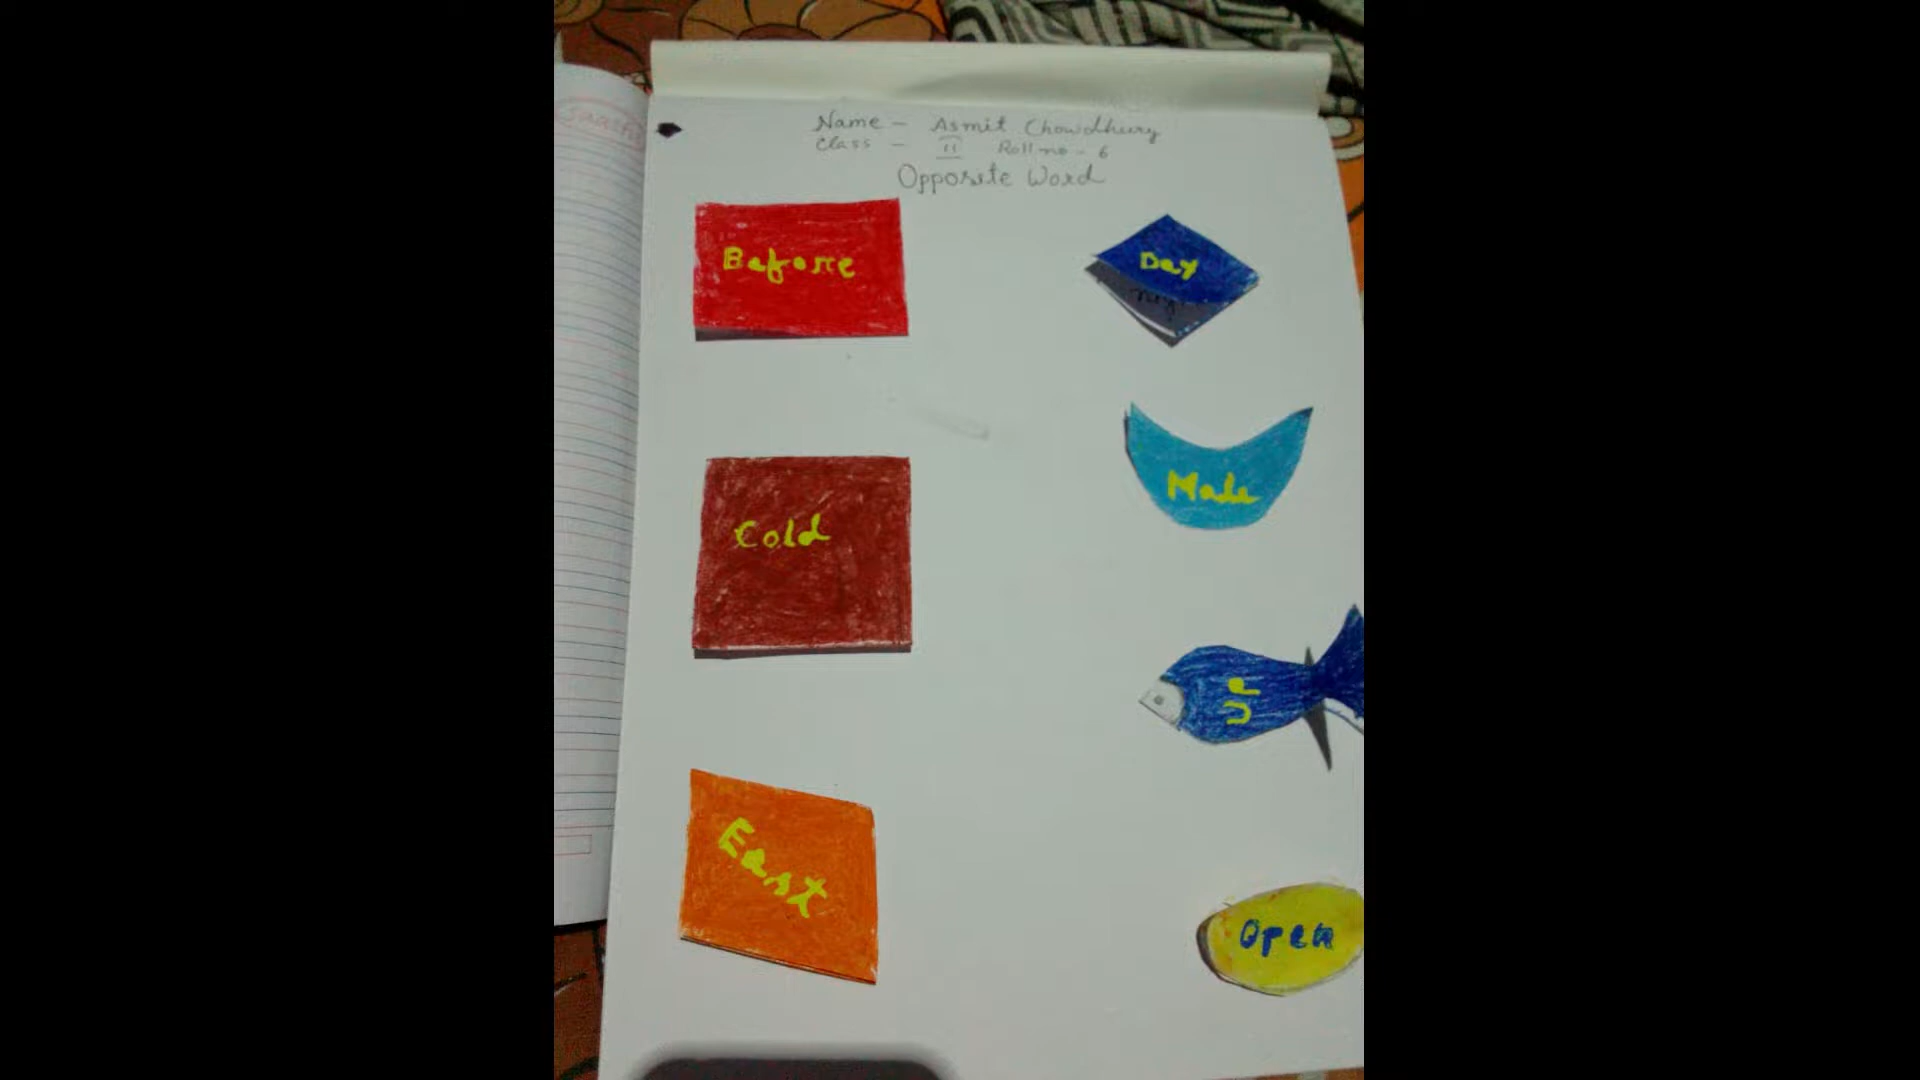 Name - Asmit Chowdhury
Class - II Roll no - 6
Opposite Word
Before
Day
Male
Cold
UP
East
Open